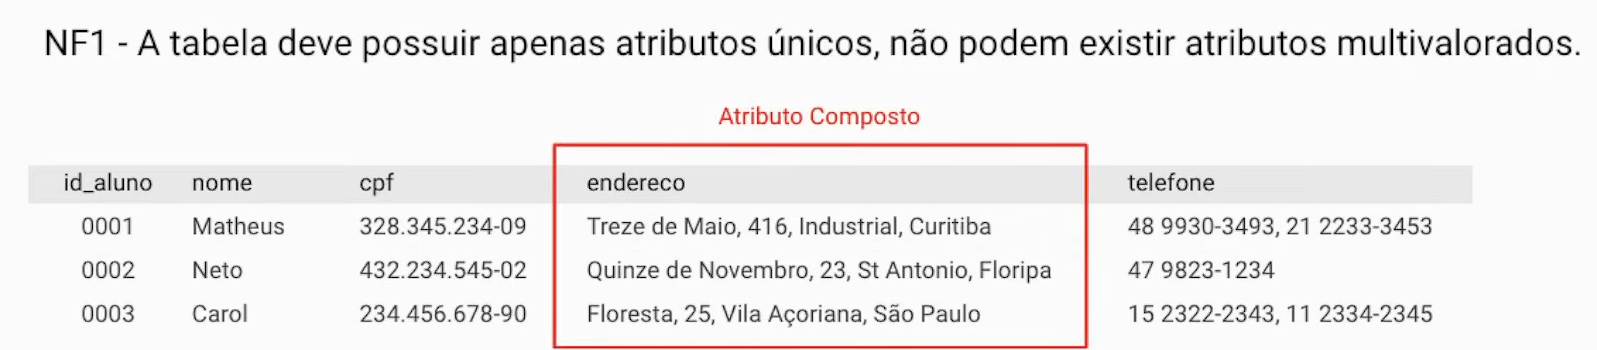 NF1 - A tabela deve possuir apenas atributos únicos, não podem existir atributos multivalorados.
Atributo Composto
id_aluno nome cpf endereco telefone
0001 Matheus 328.345.234-09 Treze de Maio, 416, Industrial, Curitiba 48 9930-3493, 21 2233-3453
0002 Neto 432.234.545-02 Quinze de Novembro, 23, St Antonio, Floripa 47 9823-1234
0003 Carol 234.456.678-90 Floresta, 25, Vila Açoriana, São Paulo 15 2322-2343, 11 2334-2345